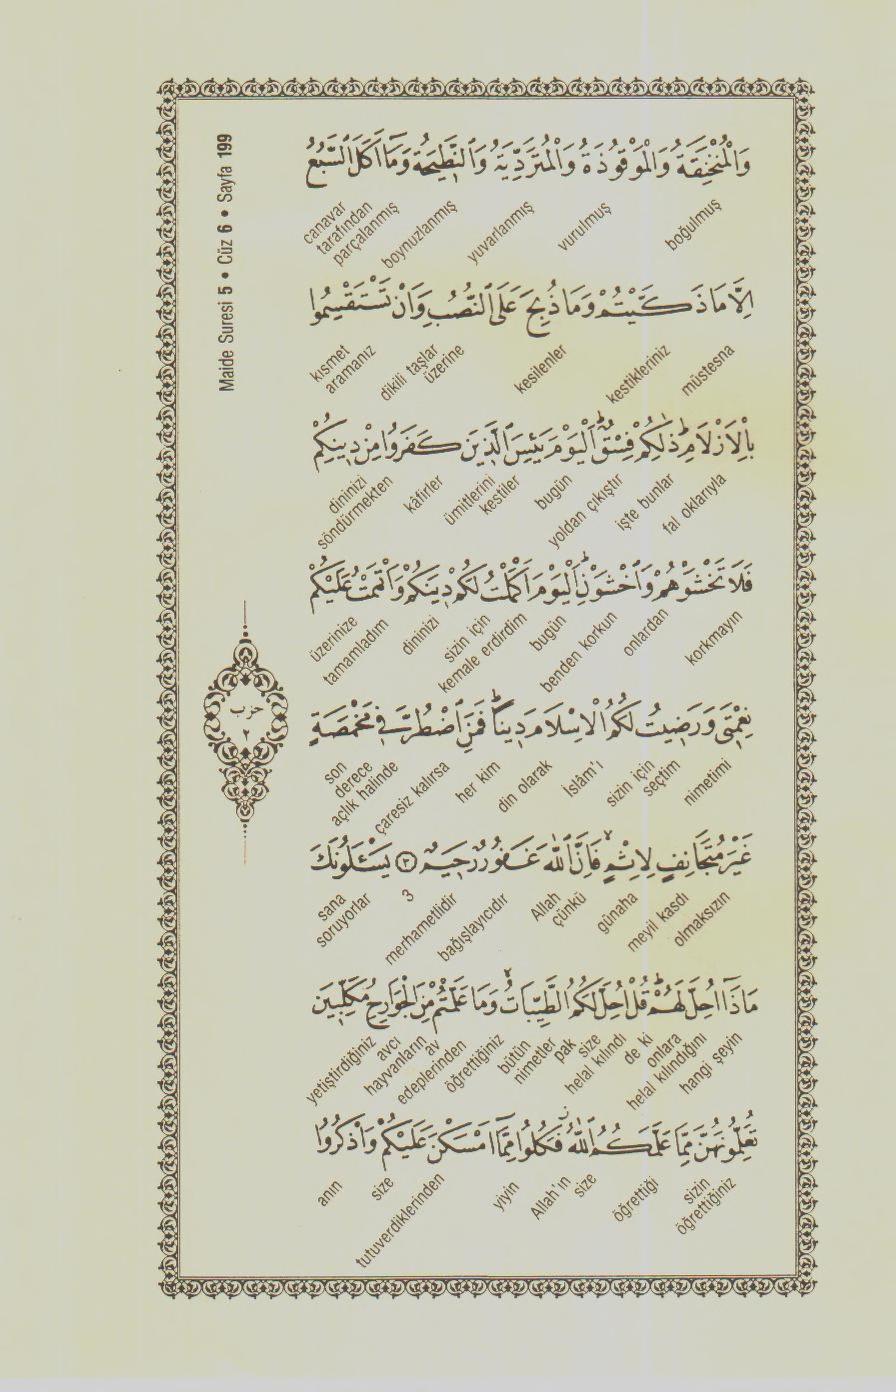 Maide Suresi 5 • Cüz 6 • Sayfa 199
وَالْمُنْخَنِقَةُ وَالْمَوْقُوذَةُ وَالْمُتَرَدِّيَةُ وَالنَّطِيحَةُ وَمَٓا اَكَلَ السَّبُعُ
boğulmuş vurulmuş yuvarlanmış boynuzlanmış canavar tarafından parçalanmış
اِلَّا مَا ذَكَّيْتُمْ وَمَا ذُبِحَ عَلَى النُّصُبِ وَاَنْ تَسْتَقْسِمُوا
müstesna kestikleriniz kesilenler dikili taşlar üzerine kısmet aramanız
بِالْاَزْلَامِۜ ذٰلِكُمْ فِسْقٌۜ اَلْيَوْمَ يَئِسَ الَّذ۪ينَ كَفَرُوا مِنْ د۪ينِكُمْ
fal oklarıyla işte bunlar yoldan çıkıştır bugün ümitlerini kestiler kâfirler dininizi söndürmekten
فَلَا تَخْشَوْهُمْ وَاخْشَوْنِۜ اَلْيَوْمَ اَكْمَلْتُ لَكُمْ د۪ينَكُمْ وَاَتْمَمْتُ عَلَيْكُمْ
korkmayın onlardan benden korkun bugün sizin için kemale erdirdim dininizi üzerinize tamamladım
نِعْمَت۪ي وَرَض۪يتُ لَكُمُ الْاِسْلَامَ د۪ينًاۜ فَمَنِ اضْطُرَّ ف۪ي مَخْمَصَةٍ
nimetimi sizin için seçtim İslâm'ı din olarak her kim çaresiz kalırsa son derece açlık halinde
غَيْرَ مُتَجَانِفٍ لِاِثْمٍۙ فَاِنَّ اللّٰهَ غَفُورٌ رَح۪يمٌ ﴿٣﴾ يَسْـَٔلُونَكَ
olmaksızın meyil kasdı günaha Allah çünkü bağışlayıcıdır merhametlidir 3 sana soruyorlar
مَاذَٓا اُحِلَّ لَهُمْۜ قُلْ اُحِلَّ لَكُمُ الطَّيِّبَاتُۙ وَمَا عَلَّمْتُمْ مِنَ الْجَوَارِحِ مُكَلِّب۪ينَ
hangi şeyin onlara helal kılındığını de ki size helal kılındı pak bütün nimetler öğrettiğiniz avcı hayvanların av edeplerinden yetiştirdiğiniz
تُعَلِّمُونَهُنَّ مِمَّا عَلَّمَكُمُ اللّٰهُۘ فَكُلُوا مِمَّٓا اَمْسَكْنَ عَلَيْكُمْ وَاذْكُرُوا
sizin öğrettiğiniz öğrettiği size Allah'ın yiyin tutuverdiklerinden size anın
حزب
٢